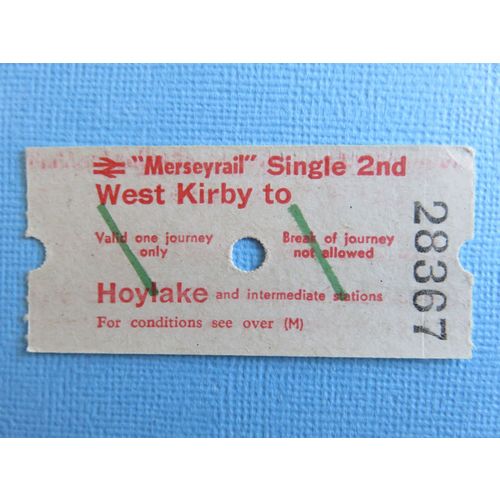 "Merseyrail" Single 2nd
West Kirby to
Valid one journey only
Break of journey not allowed
Hoylake and intermediate stations
For conditions see over (M)
28367